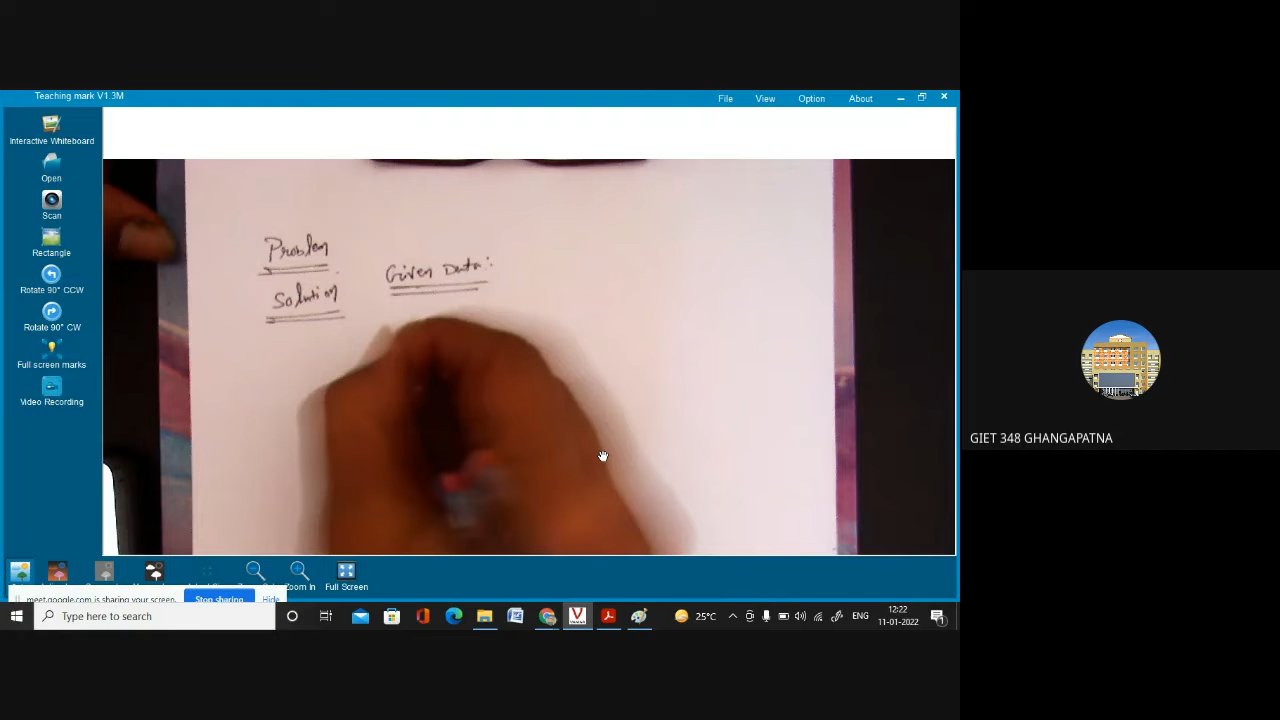 Teaching mark V1.3M
File View Option About
Interactive Whiteboard
Open
Scan
Rectangle
Rotate 90° CCW
Rotate 90° CW
Full screen marks
Video Recording
Problem
Given Data:
Solution
GIET 348 GHANGAPATNA
Zoom In
Full Screen
meet.google.com is sharing your screen.
Stop sharing
Hide
Type here to search
25°C
ENG
12:22
11-01-2022